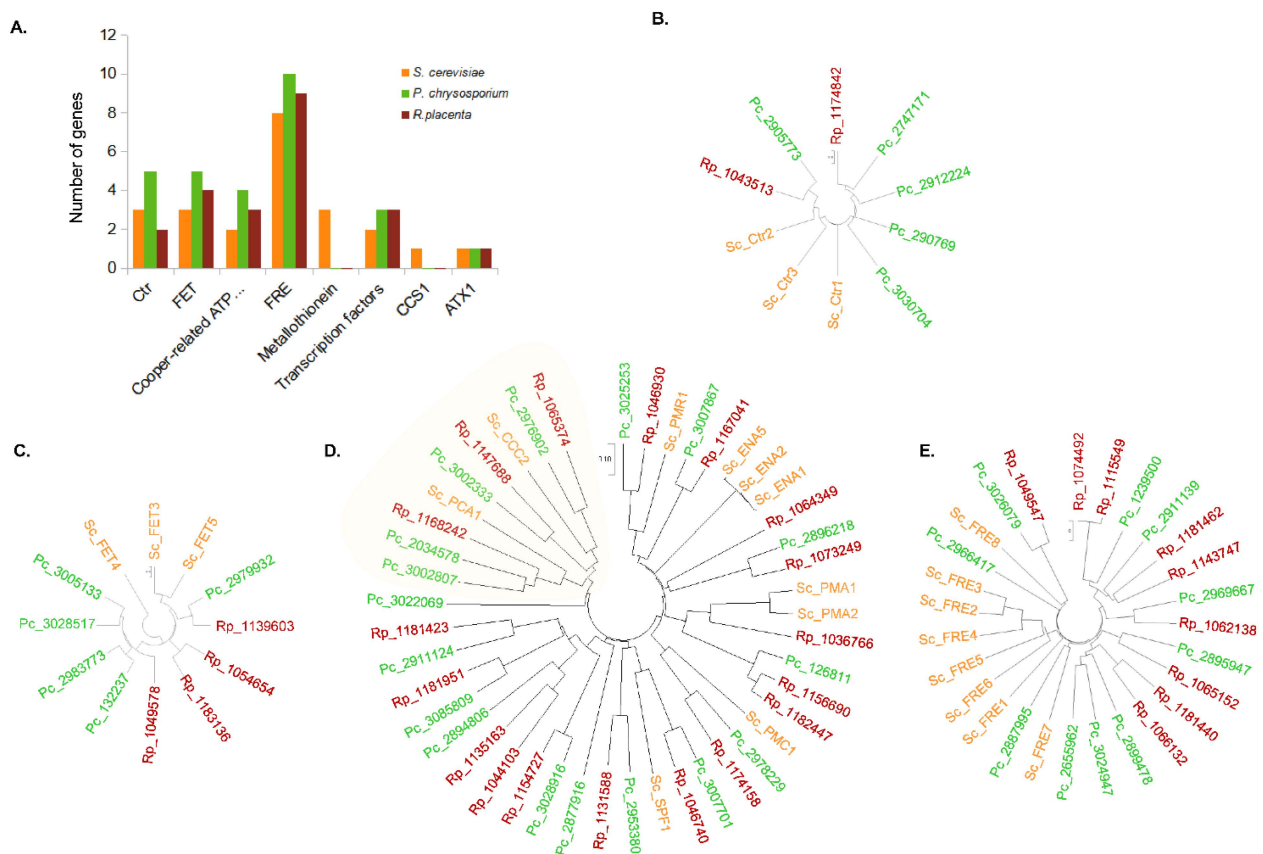 A.
Number of genes
12
10
8
6
4
2
0
S. cerevisiae
P. chrysosporium
R.placenta
Ctr
FET
Cooper-related ATP...
FRE
Metallothionein
Transcription factors
CCS1
ATX1
B.
Rp_1174842
Pc_2747171
Pc_2912224
Pc_290769
Pc_3030704
Sc_Ctr1
Sc_Ctr3
Sc_Ctr2
Rp_1043513
Pc_2905773
C.
Sc_FET3
Sc_FET5
Pc_2979932
Rp_1139603
Rp_1054654
Rp_1183136
Rp_1049578
Pc_132237
Pc_2983773
Pc_3028517
Pc_3005133
Sc_FET4
D.
0.10
Pc_3025253
Rp_1046930
Sc_PMR1
Pc_3007867
Rp_1167041
Sc_ENA5
Sc_ENA2
Sc_ENA1
Rp_1064349
Pc_2896218
Rp_1073249
Sc_PMA1
Sc_PMA2
Rp_1036766
Pc_126811
Rp_1156690
Rp_1182447
Sc_PMC1
Pc_2978229
Rp_1174158
Pc_3007701
Rp_1046740
Sc_SPF1
Pc_2953380
Rp_1131588
Pc_2877916
Pc_3028916
Rp_1154727
Rp_1044103
Rp_1135163
Pc_2894806
Pc_3085809
Rp_1181951
Pc_2911124
Rp_1181423
Pc_3022069
Pc_3002807
Pc_2034578
Rp_1168242
Sc_PCA1
Pc_3002333
Rp_1147688
Sc_CCC2
Pc_2976902
Rp_1065374
E.
Rp_1074492
Rp_1115549
Pc_1239500
Pc_2911139
Rp_1181462
Rp_1143747
Pc_2969667
Rp_1062138
Pc_2895947
Rp_1065152
Rp_1181440
Rp_1066132
Pc_2899478
Pc_3024947
Pc_2655962
Sc_FRE7
Pc_2887995
Sc_FRE1
Sc_FRE6
Sc_FRE5
Sc_FRE4
Sc_FRE2
Sc_FRE3
Pc_2966417
Sc_FRE8
Pc_3026079
Rp_1049547